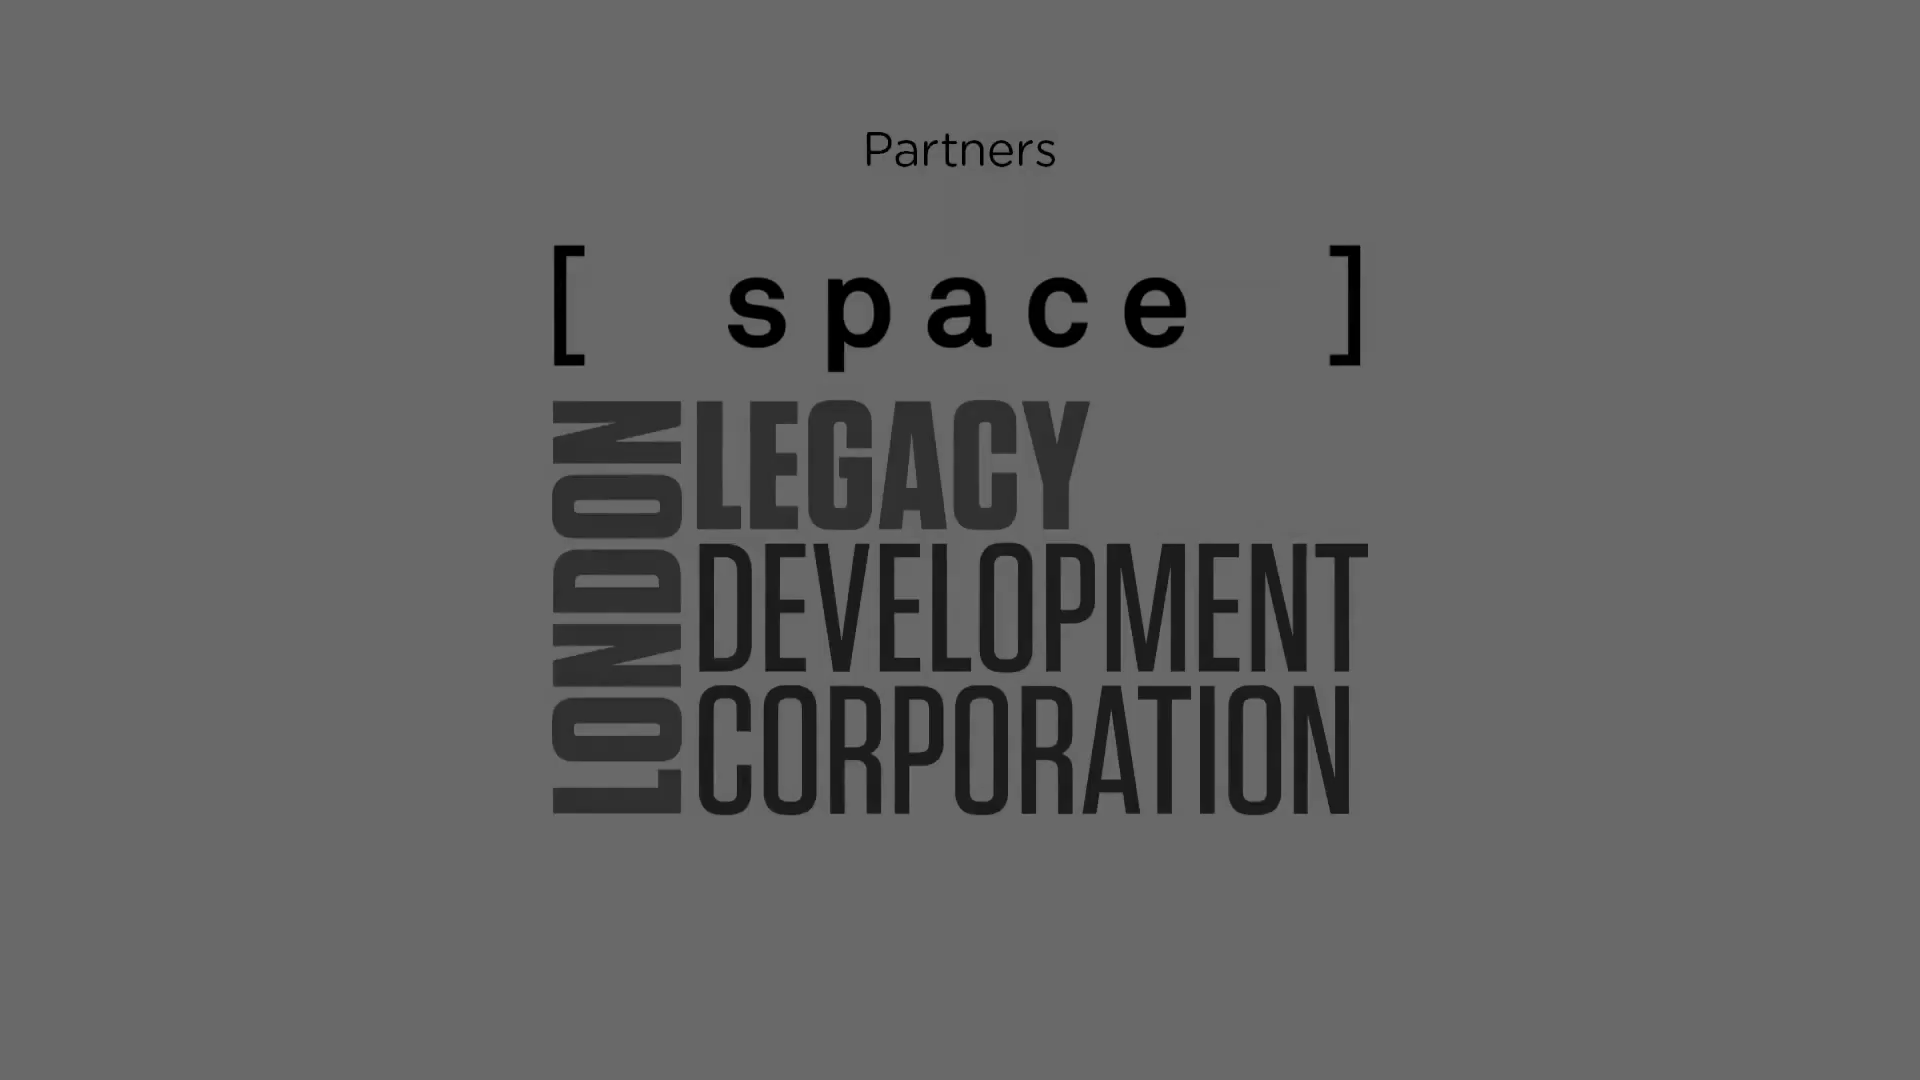 Partners
[ space ]
LONDON
LEGACY
DEVELOPMENT
CORPORATION